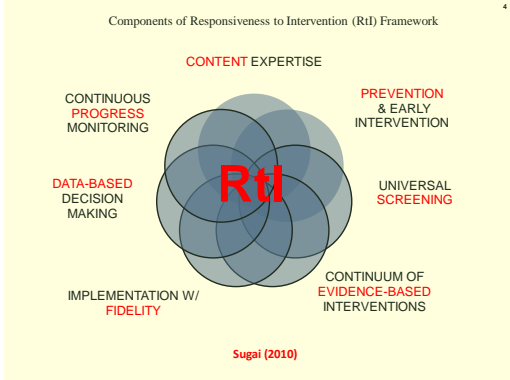 4
Components of Responsiveness to Intervention (RtI) Framework
CONTENT EXPERTISE
CONTINUOUS
PROGRESS
MONITORING
PREVENTION
& EARLY
INTERVENTION
RtI
DATA-BASED
DECISION
MAKING
UNIVERSAL
SCREENING
IMPLEMENTATION W/
FIDELITY
CONTINUUM OF
EVIDENCE-BASED
INTERVENTIONS
Sugai (2010)